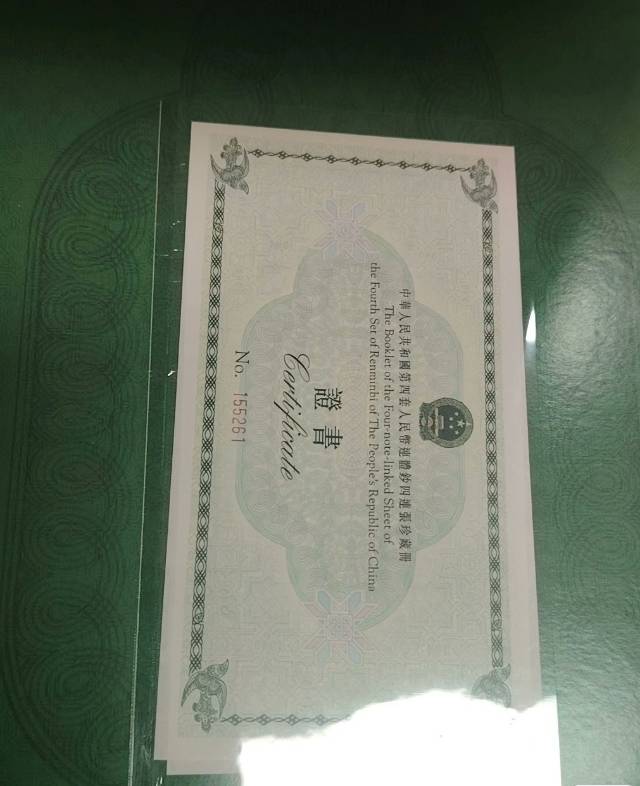 中華人民共和國第四套人民幣連體鈔四連張珍藏冊
The Booklet of the Four-note-linked Sheet of
the Fourth Set of Renminbi of The People's Republic of China
證書
Certificate
No. 155261